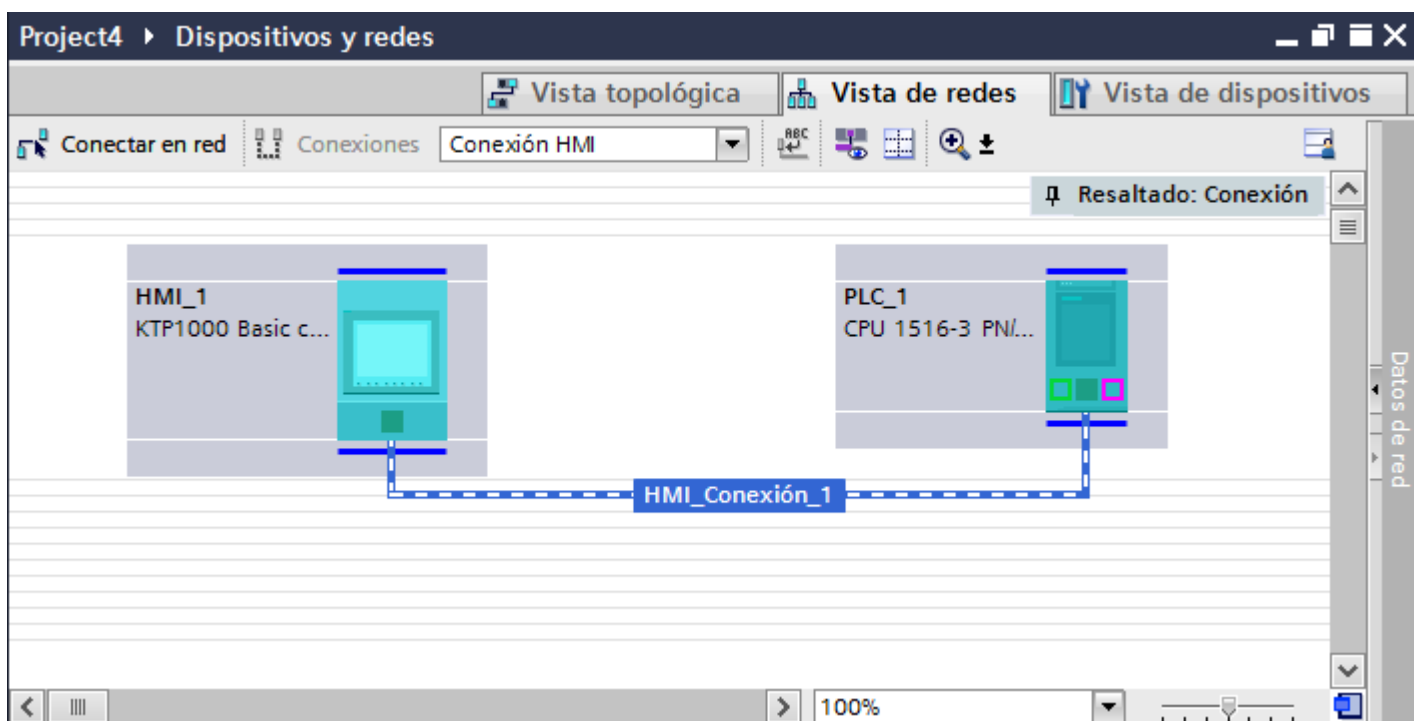 Project4 ▸ Dispositivos y redes
Vista topológica Vista de redes Vista de dispositivos
Conectar en red Conexiones Conexión HMI ABC
Resaltado: Conexión
HMI_1
KTP1000 Basic c...
PLC_1
CPU 1516-3 PN/...
HMI_Conexión_1
Datos de red
100%